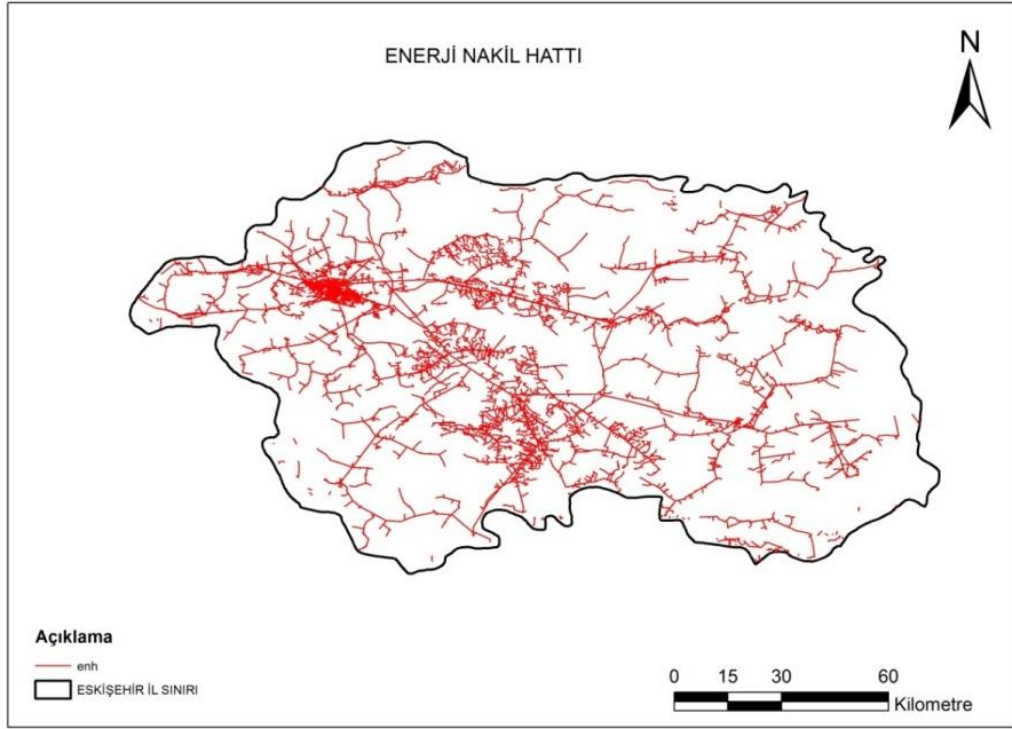 ENERJİ NAKİL HATTI
N
Açıklama
enh
ESKİŞEHİR İL SINIRI
0 15 30 60
Kilometre